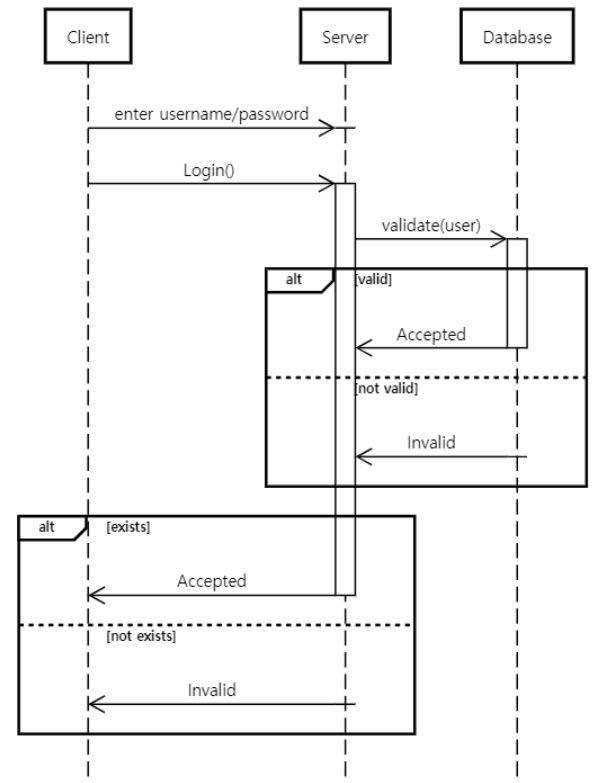 Client
Server
Database
enter username/password
Login()
validate(user)
alt
[valid]
Accepted
[not valid]
Invalid
alt
[exists]
Accepted
[not exists]
Invalid